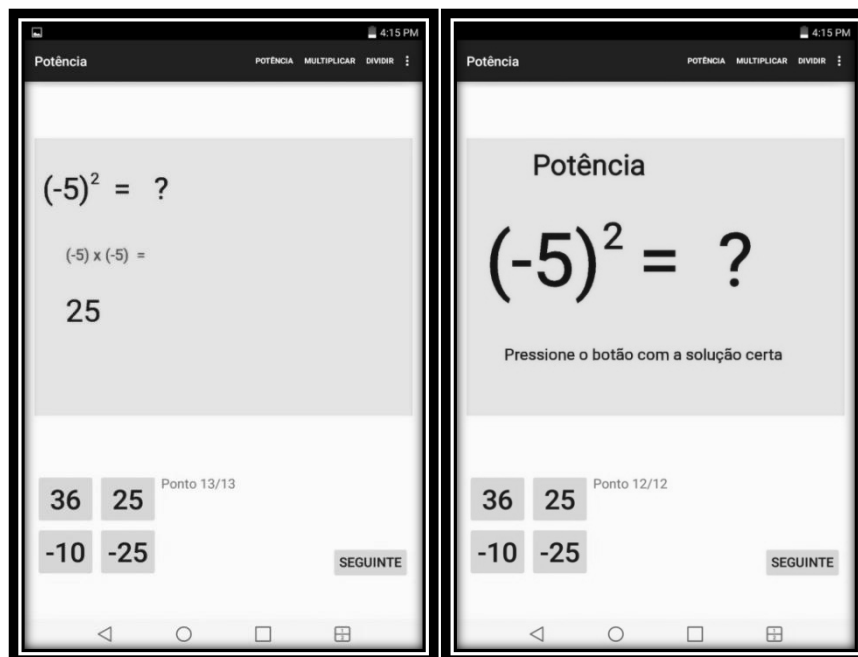 4:15 PM
Potência POTÊNCIA MULTIPLICAR DIVIDIR
(-5)² = ?
(-5) x (-5) =
25
36 25 Ponto 13/13
-10 -25
SEGUINTE
4:15 PM
Potência POTÊNCIA MULTIPLICAR DIVIDIR
Potência
(-5)² = ?
Pressione o botão com a solução certa
36 25 Ponto 12/12
-10 -25
SEGUINTE